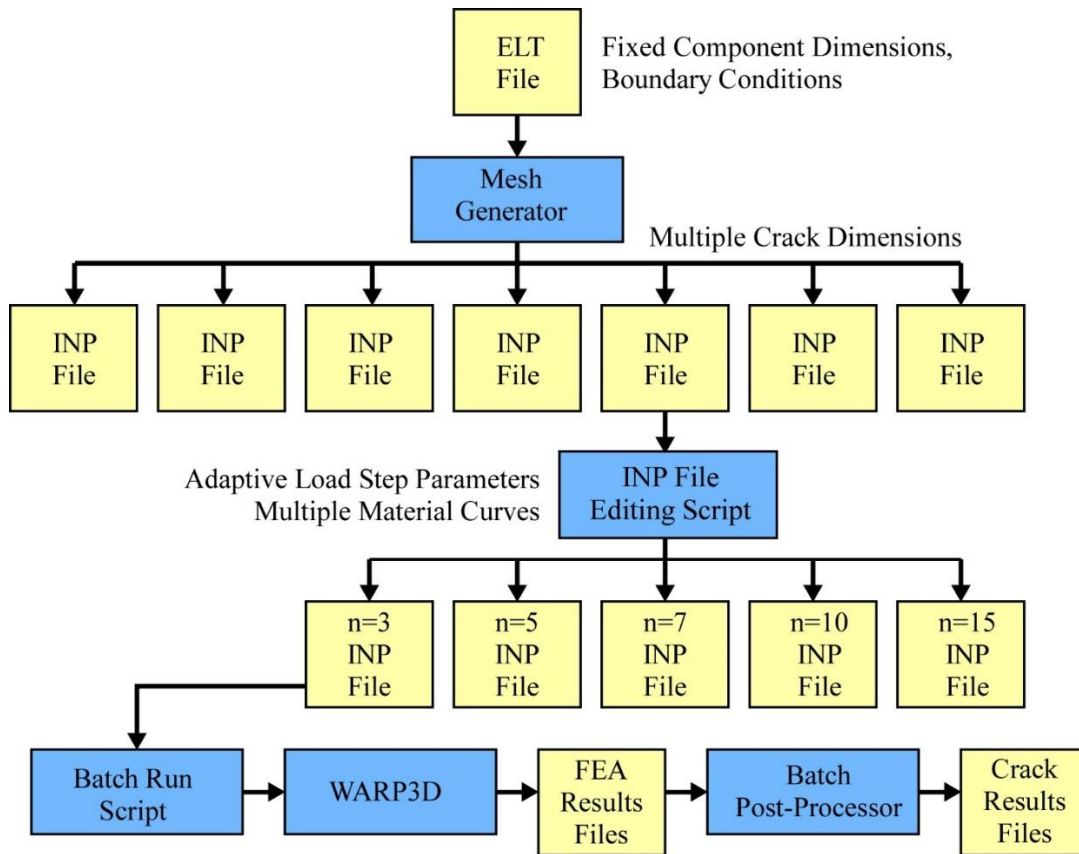 ELT
File
Fixed Component Dimensions,
Boundary Conditions
Mesh
Generator
Multiple Crack Dimensions
INP
File
INP
File
INP
File
INP
File
INP
File
INP
File
INP
File
Adaptive Load Step Parameters
Multiple Material Curves
INP File
Editing Script
n=3
INP
File
n=5
INP
File
n=7
INP
File
n=10
INP
File
n=15
INP
File
Batch Run
Script
WARP3D
FEA
Results
Files
Batch
Post-Processor
Crack
Results
Files